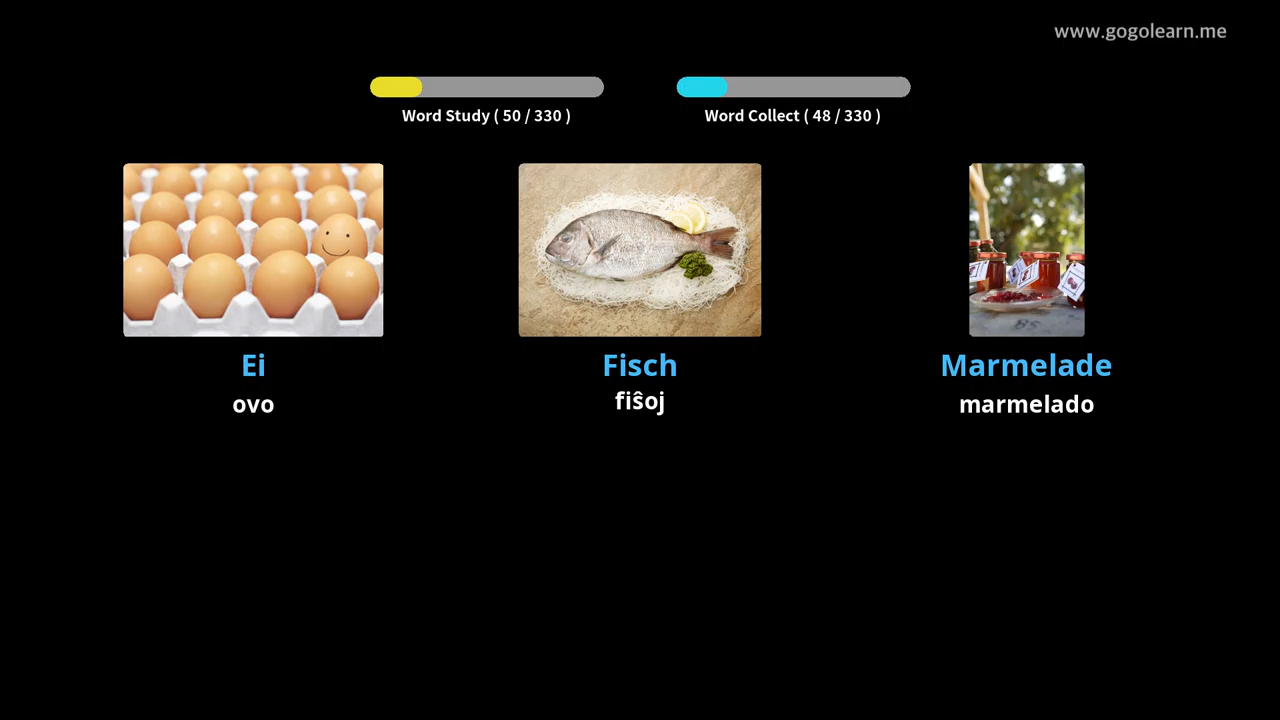 www.gogolearn.me
Word Study ( 50 / 330 )
Word Collect ( 48 / 330 )
Ei
Fisch
Marmelade
ovo
fiŝoj
marmelado